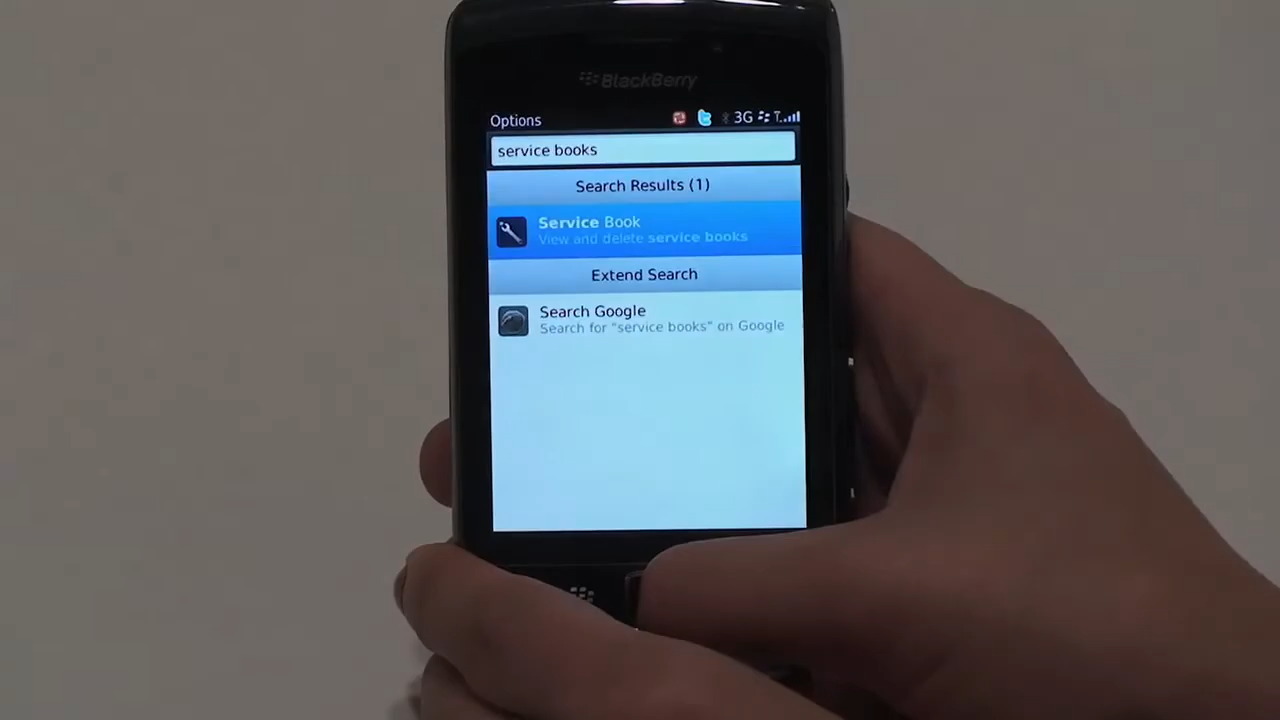 BlackBerry
Options
3G
service books
Search Results (1)
Service Book
View and delete service books
Extend Search
Search Google
Search for "service books" on Google